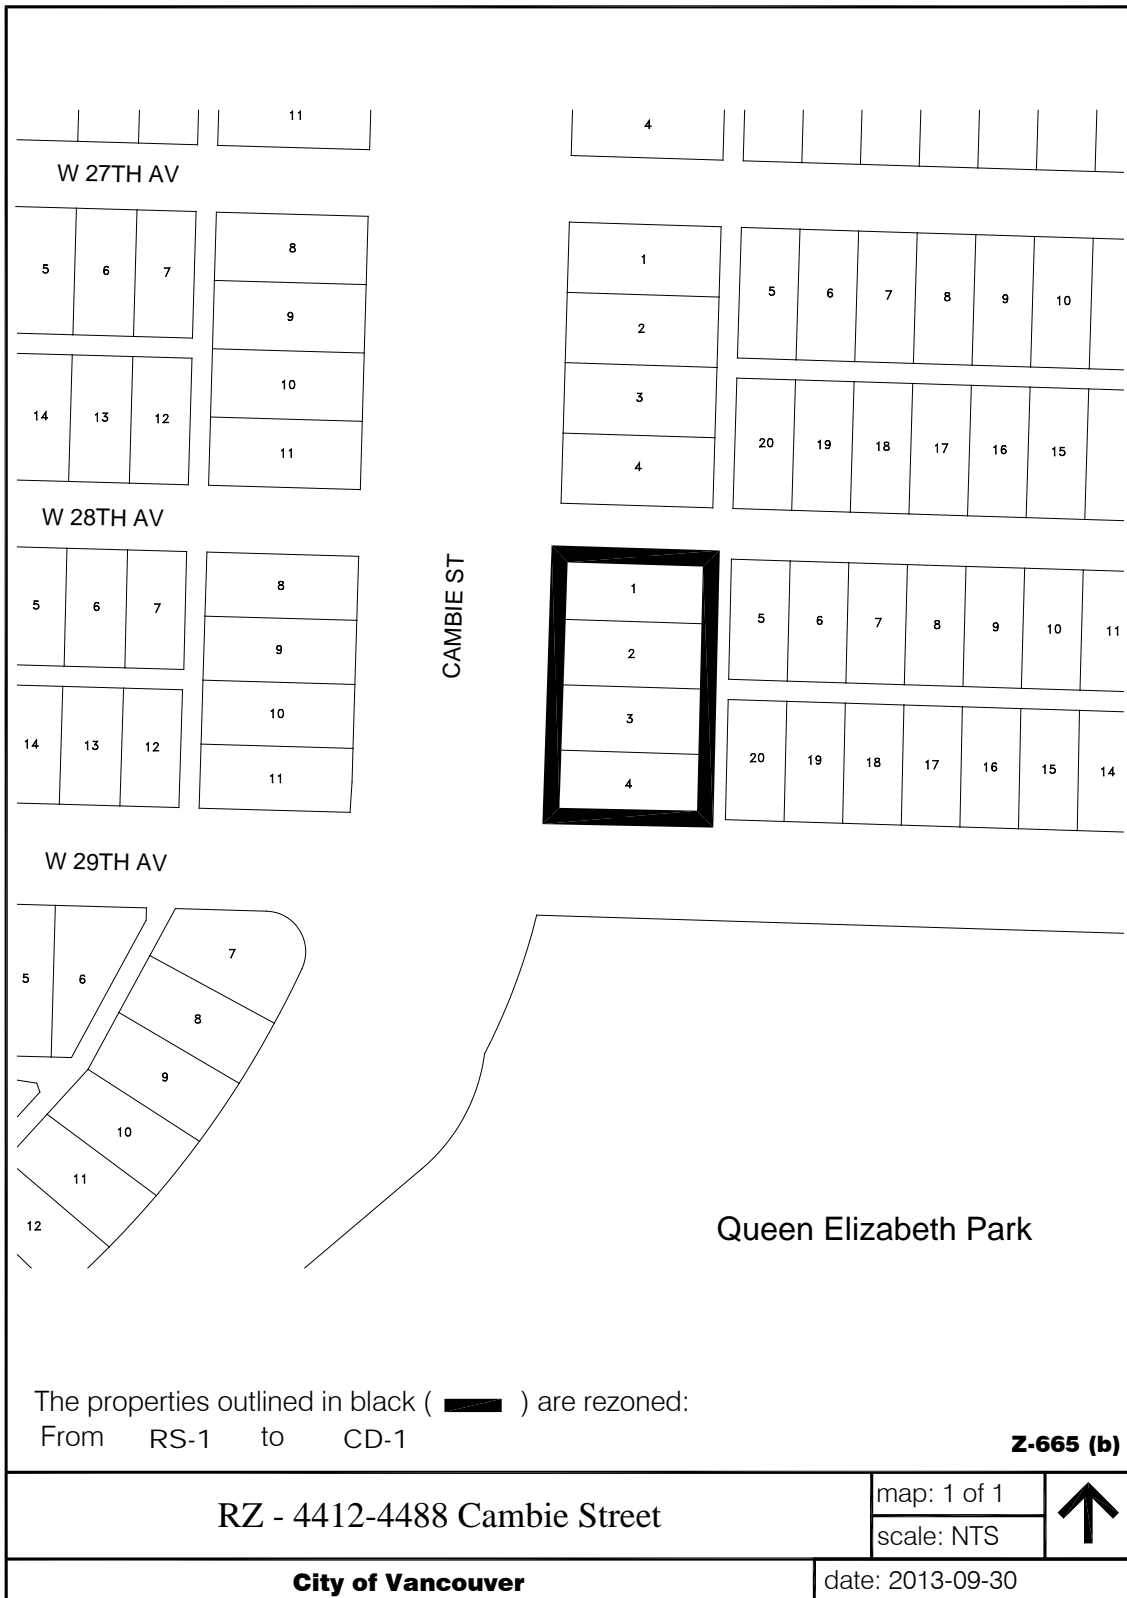 11
4
W 27TH AV
8
1
5 6 7
5 6 7 8 9 10
9
2
10
3
14 13 12
20 19 18 17 16 15
11
4
W 28TH AV
CAMBIE ST
8
1
5 6 7
5 6 7 8 9 10 11
9
2
10
3
14 13 12
20 19 18 17 16 15 14
11
4
W 29TH AV
7
5 6
8
9
10
11
12
Queen Elizabeth Park
The properties outlined in black ( ) are rezoned:
From RS-1 to CD-1
Z-665 (b)
RZ - 4412-4488 Cambie Street
map: 1 of 1
scale: NTS
City of Vancouver
date: 2013-09-30